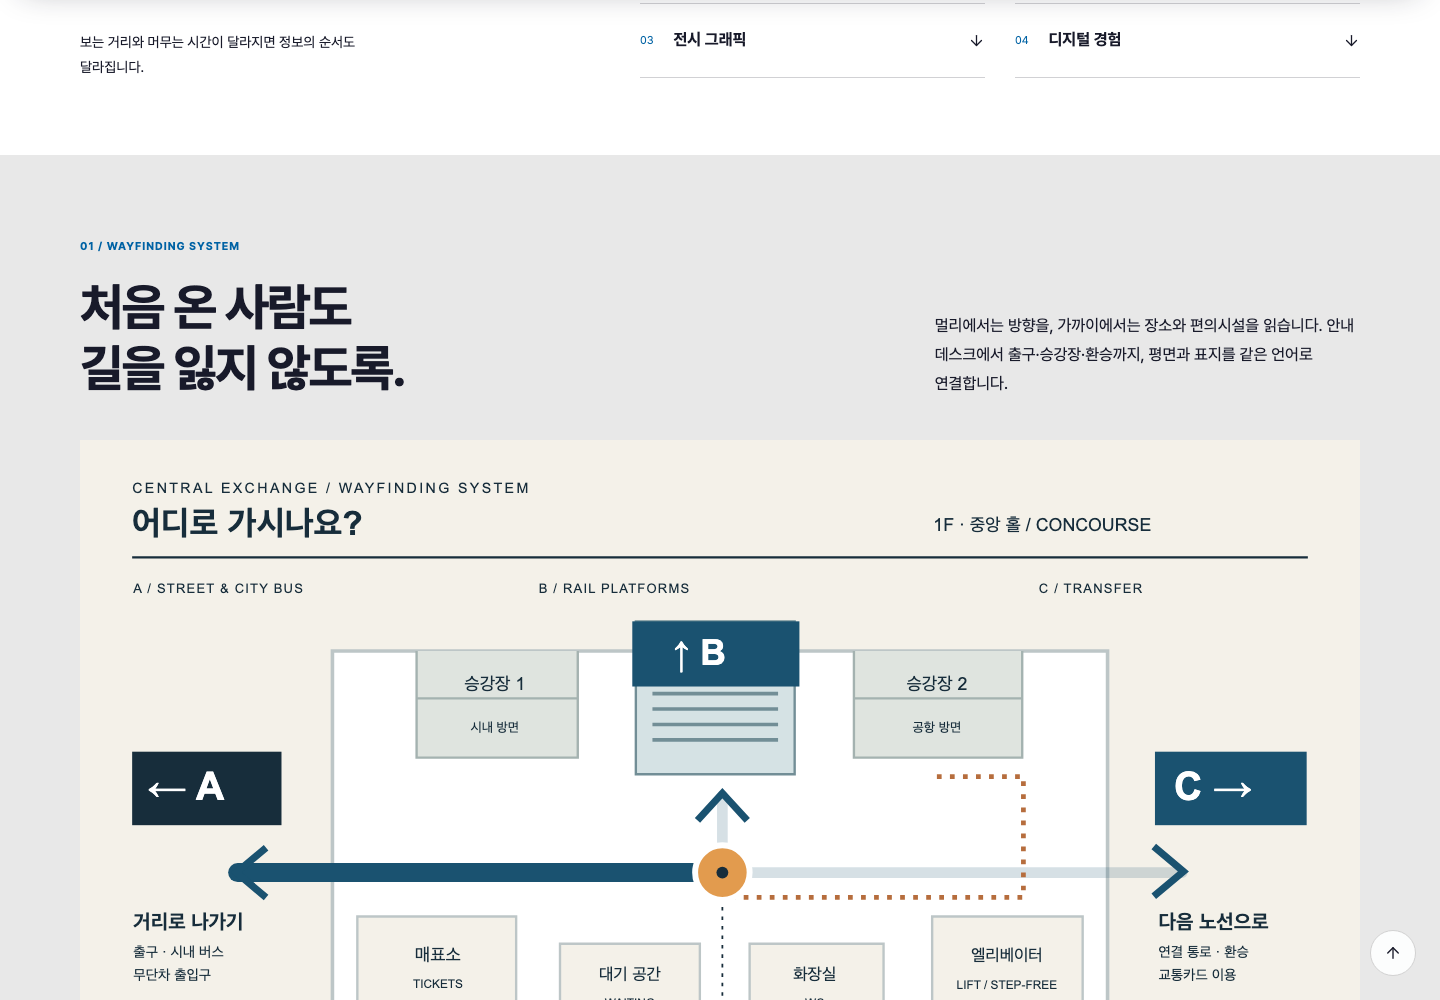 보는 거리와 머무는 시간이 달라지면 정보의 순서도
달라집니다.
03 전시 그래픽 ↓
04 디지털 경험 ↓
01 / WAYFINDING SYSTEM
처음 온 사람도
길을 잃지 않도록.
멀리에서는 방향을, 가까이에서는 장소와 편의시설을 읽습니다. 안내
데스크에서 출구·승강장·환승까지, 평면과 표지를 같은 언어로
연결합니다.
CENTRAL EXCHANGE / WAYFINDING SYSTEM
어디로 가시나요?
1F · 중앙 홀 / CONCOURSE
A / STREET & CITY BUS
B / RAIL PLATFORMS
C / TRANSFER
↑ B
승강장 1
시내 방면
승강장 2
공항 방면
← A
C →
거리로 나가기
출구 · 시내 버스
무단차 출입구
다음 노선으로
연결 통로 · 환승
교통카드 이용
매표소
TICKETS
대기 공간
화장실
엘리베이터
LIFT / STEP-FREE